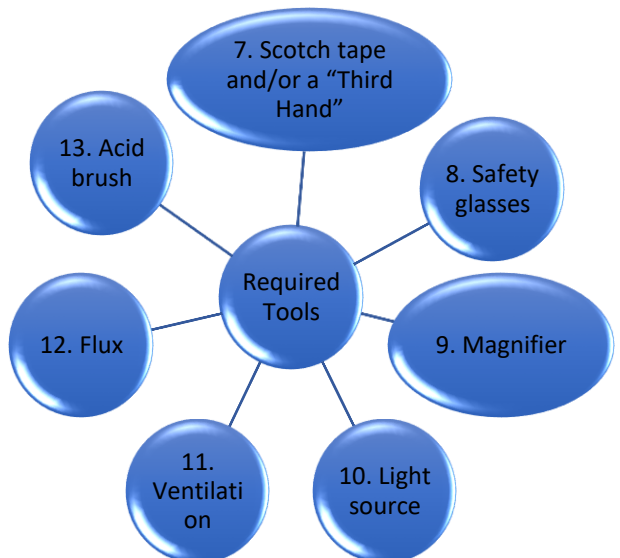 7. Scotch tape
and/or a “Third
Hand”
8. Safety
glasses
9. Magnifier
10. Light
source
11.
Ventilati
on
12. Flux
13. Acid
brush
Required
Tools